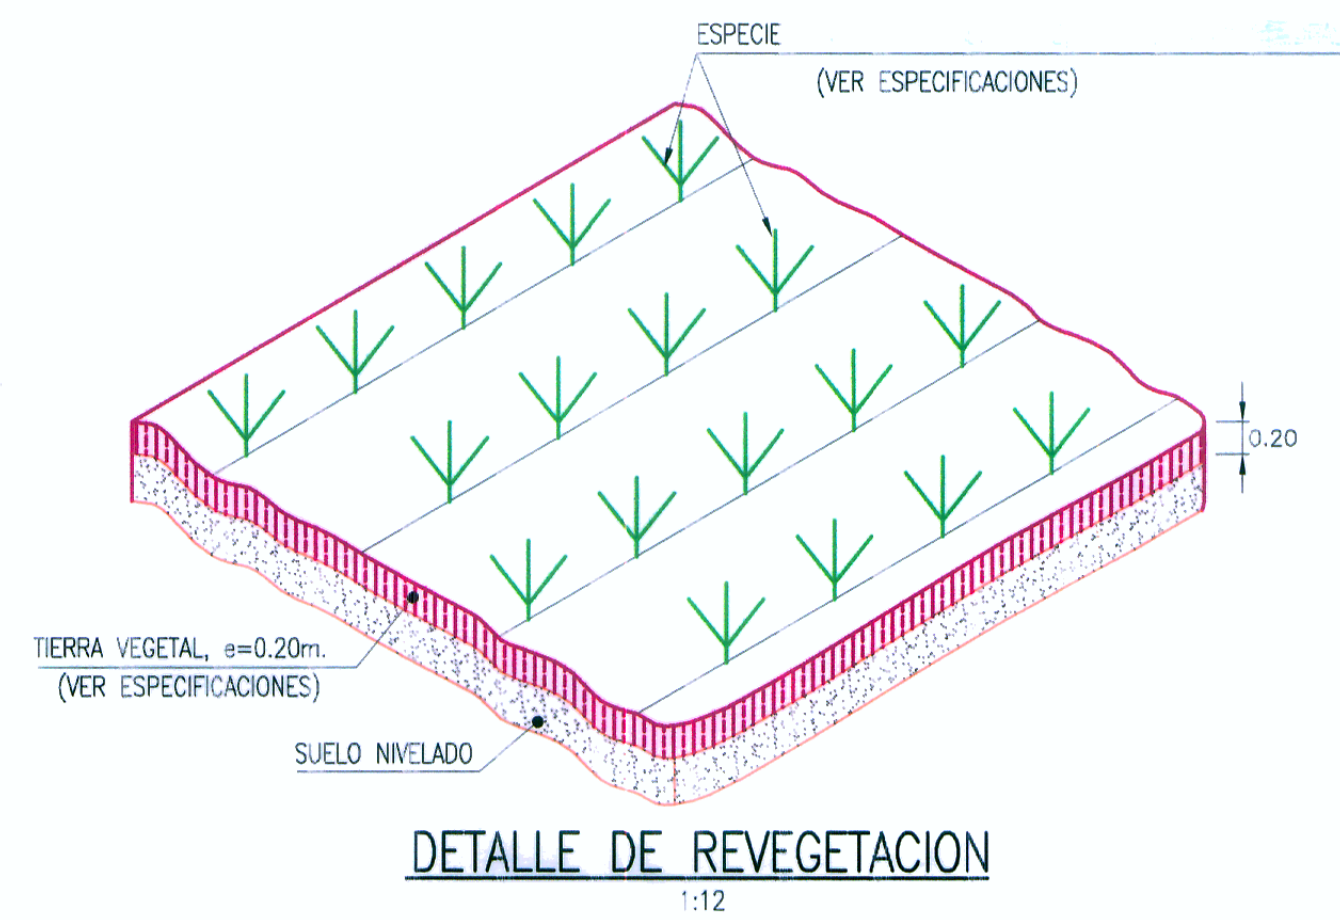 ESPECIE
(VER ESPECIFICACIONES)
0.20
TIERRA VEGETAL, e=0.20m.
(VER ESPECIFICACIONES)
SUELO NIVELADO
DETALLE DE REVEGETACION
1:12